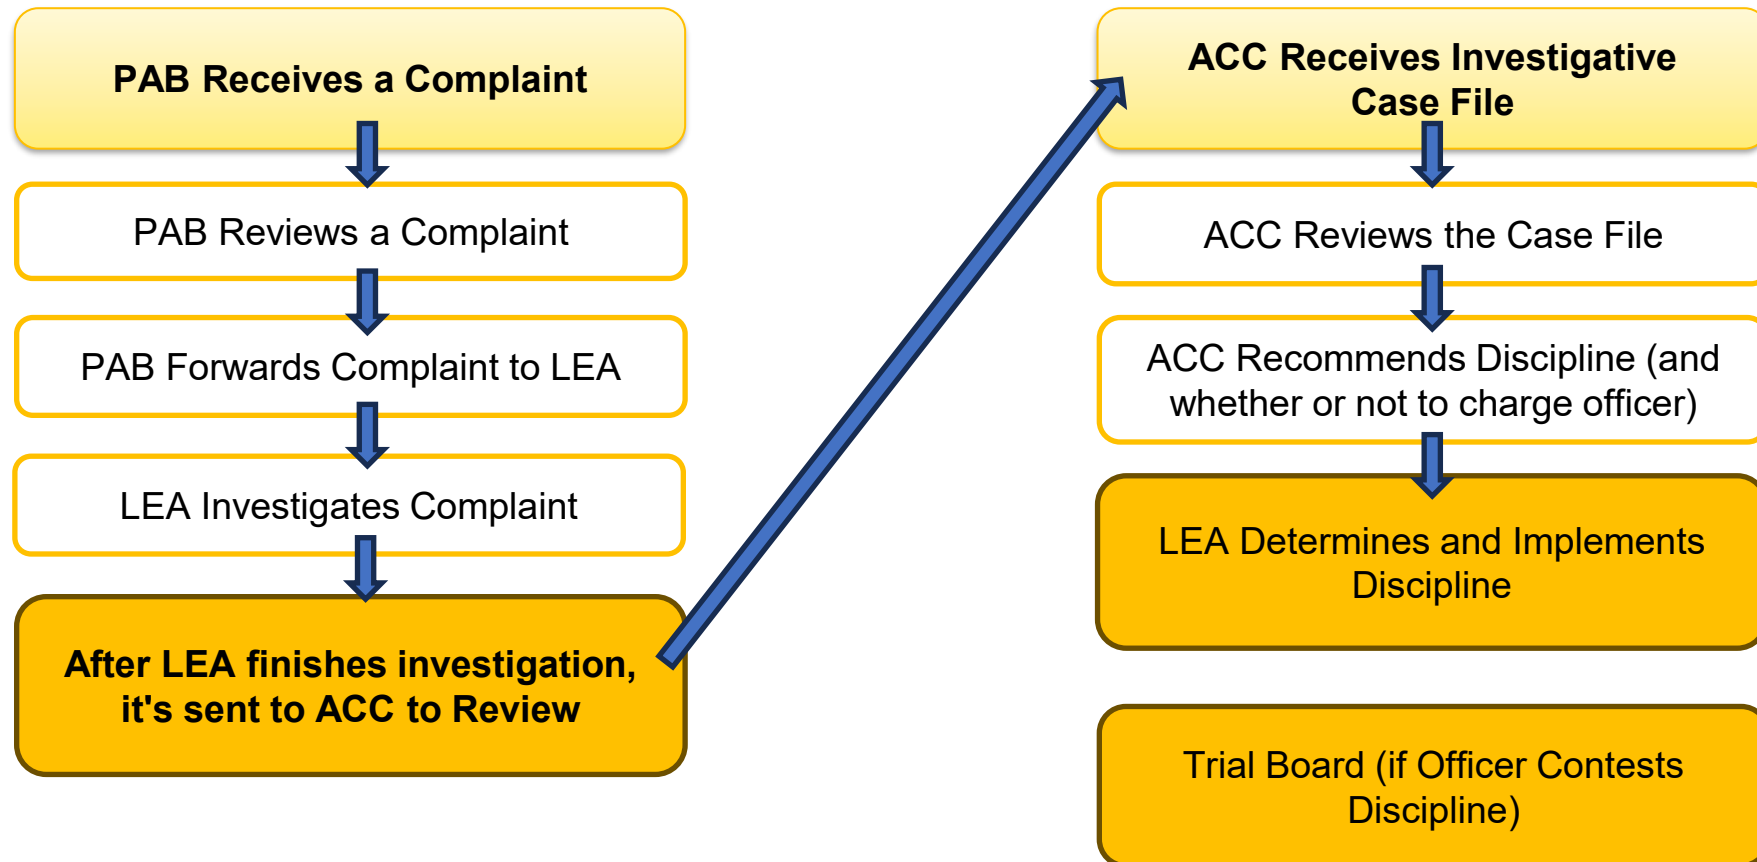 PAB Receives a Complaint
PAB Reviews a Complaint
PAB Forwards Complaint to LEA
LEA Investigates Complaint
After LEA finishes investigation,
it's sent to ACC to Review
ACC Receives Investigative
Case File
ACC Reviews the Case File
ACC Recommends Discipline (and
whether or not to charge officer)
LEA Determines and Implements
Discipline
Trial Board (if Officer Contests
Discipline)